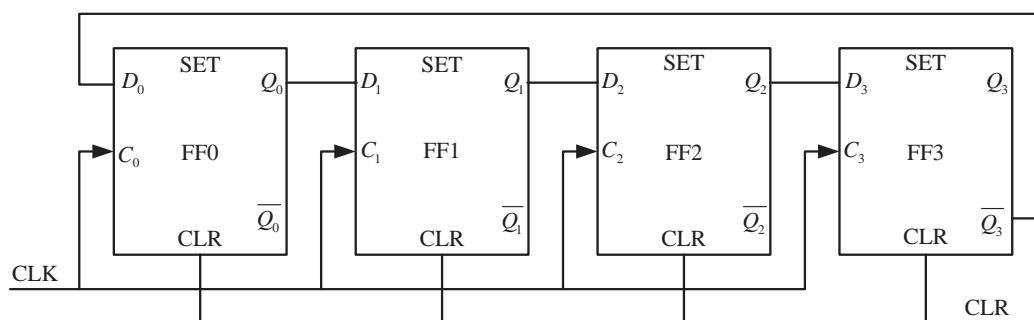 SET SET SET SET
D₀ Q₀ D₁ Q₁ D₂ Q₂ D₃ Q₃
C₀ FF0 C₁ FF1 C₂ FF2 C₃ FF3
Q̅₀ Q̅₁ Q̅₂ Q̅₃
CLR CLR CLR CLR
CLK
CLR